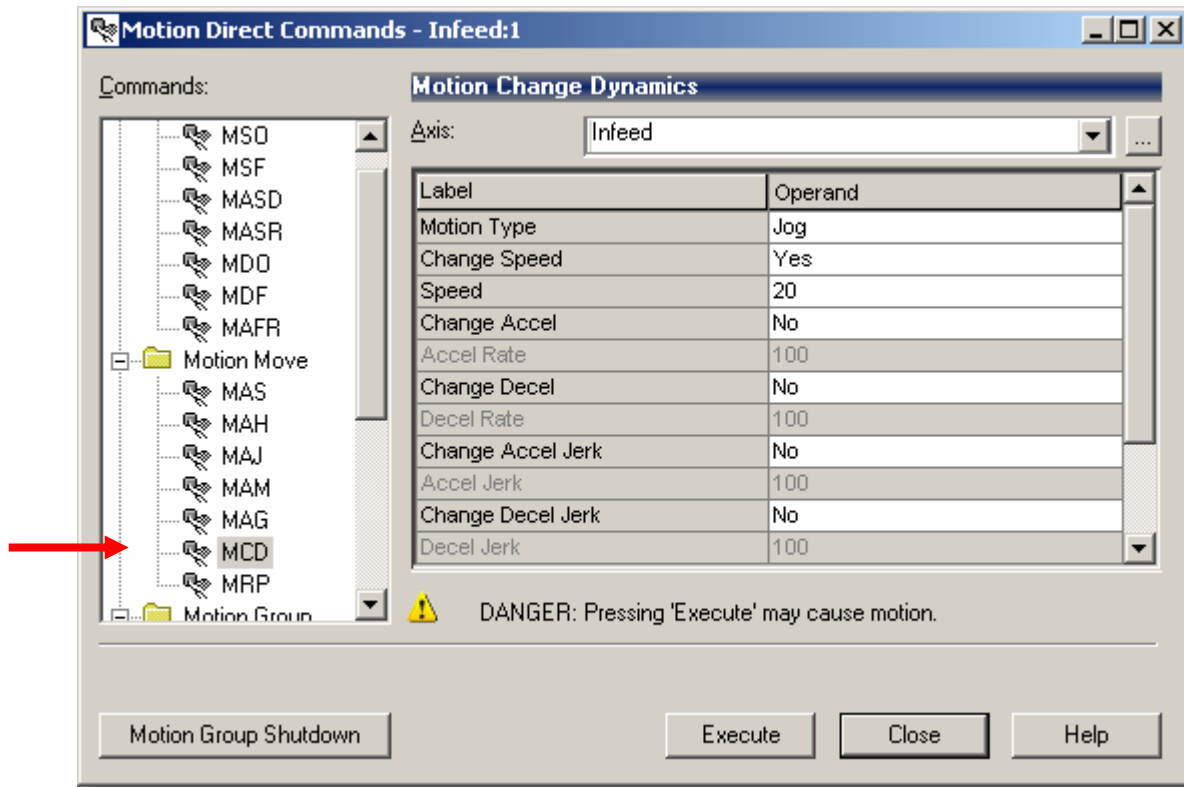 Motion Direct Commands - Infeed:1
Commands:
MSO
MSF
MASD
MASR
MDO
MDF
MAFR
Motion Move
MAS
MAH
MAJ
MAM
MAG
MCD
MRP
Motion Group
Motion Change Dynamics
Axis: Infeed ...
Label Operand
Motion Type Jog
Change Speed Yes
Speed 20
Change Accel No
Accel Rate 100
Change Decel No
Decel Rate 100
Change Accel Jerk No
Accel Jerk 100
Change Decel Jerk No
Decel Jerk 100
DANGER: Pressing 'Execute' may cause motion.
Motion Group Shutdown Execute Close Help